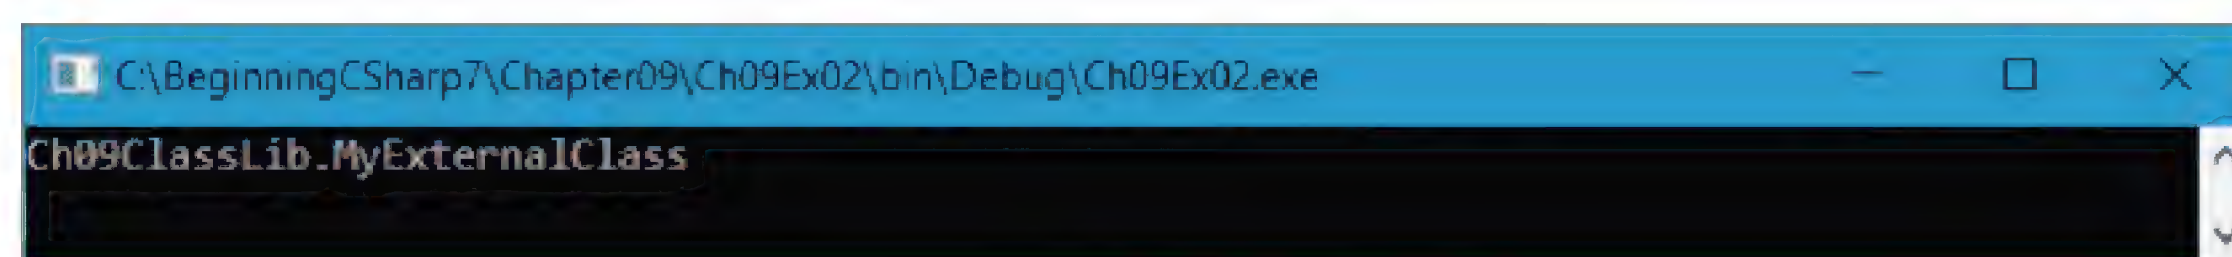 C:\BeginningCSharp7\Chapter09\Ch09Ex02\bin\Debug\Ch09Ex02.exe
Ch09ClassLib.MyExternalClass